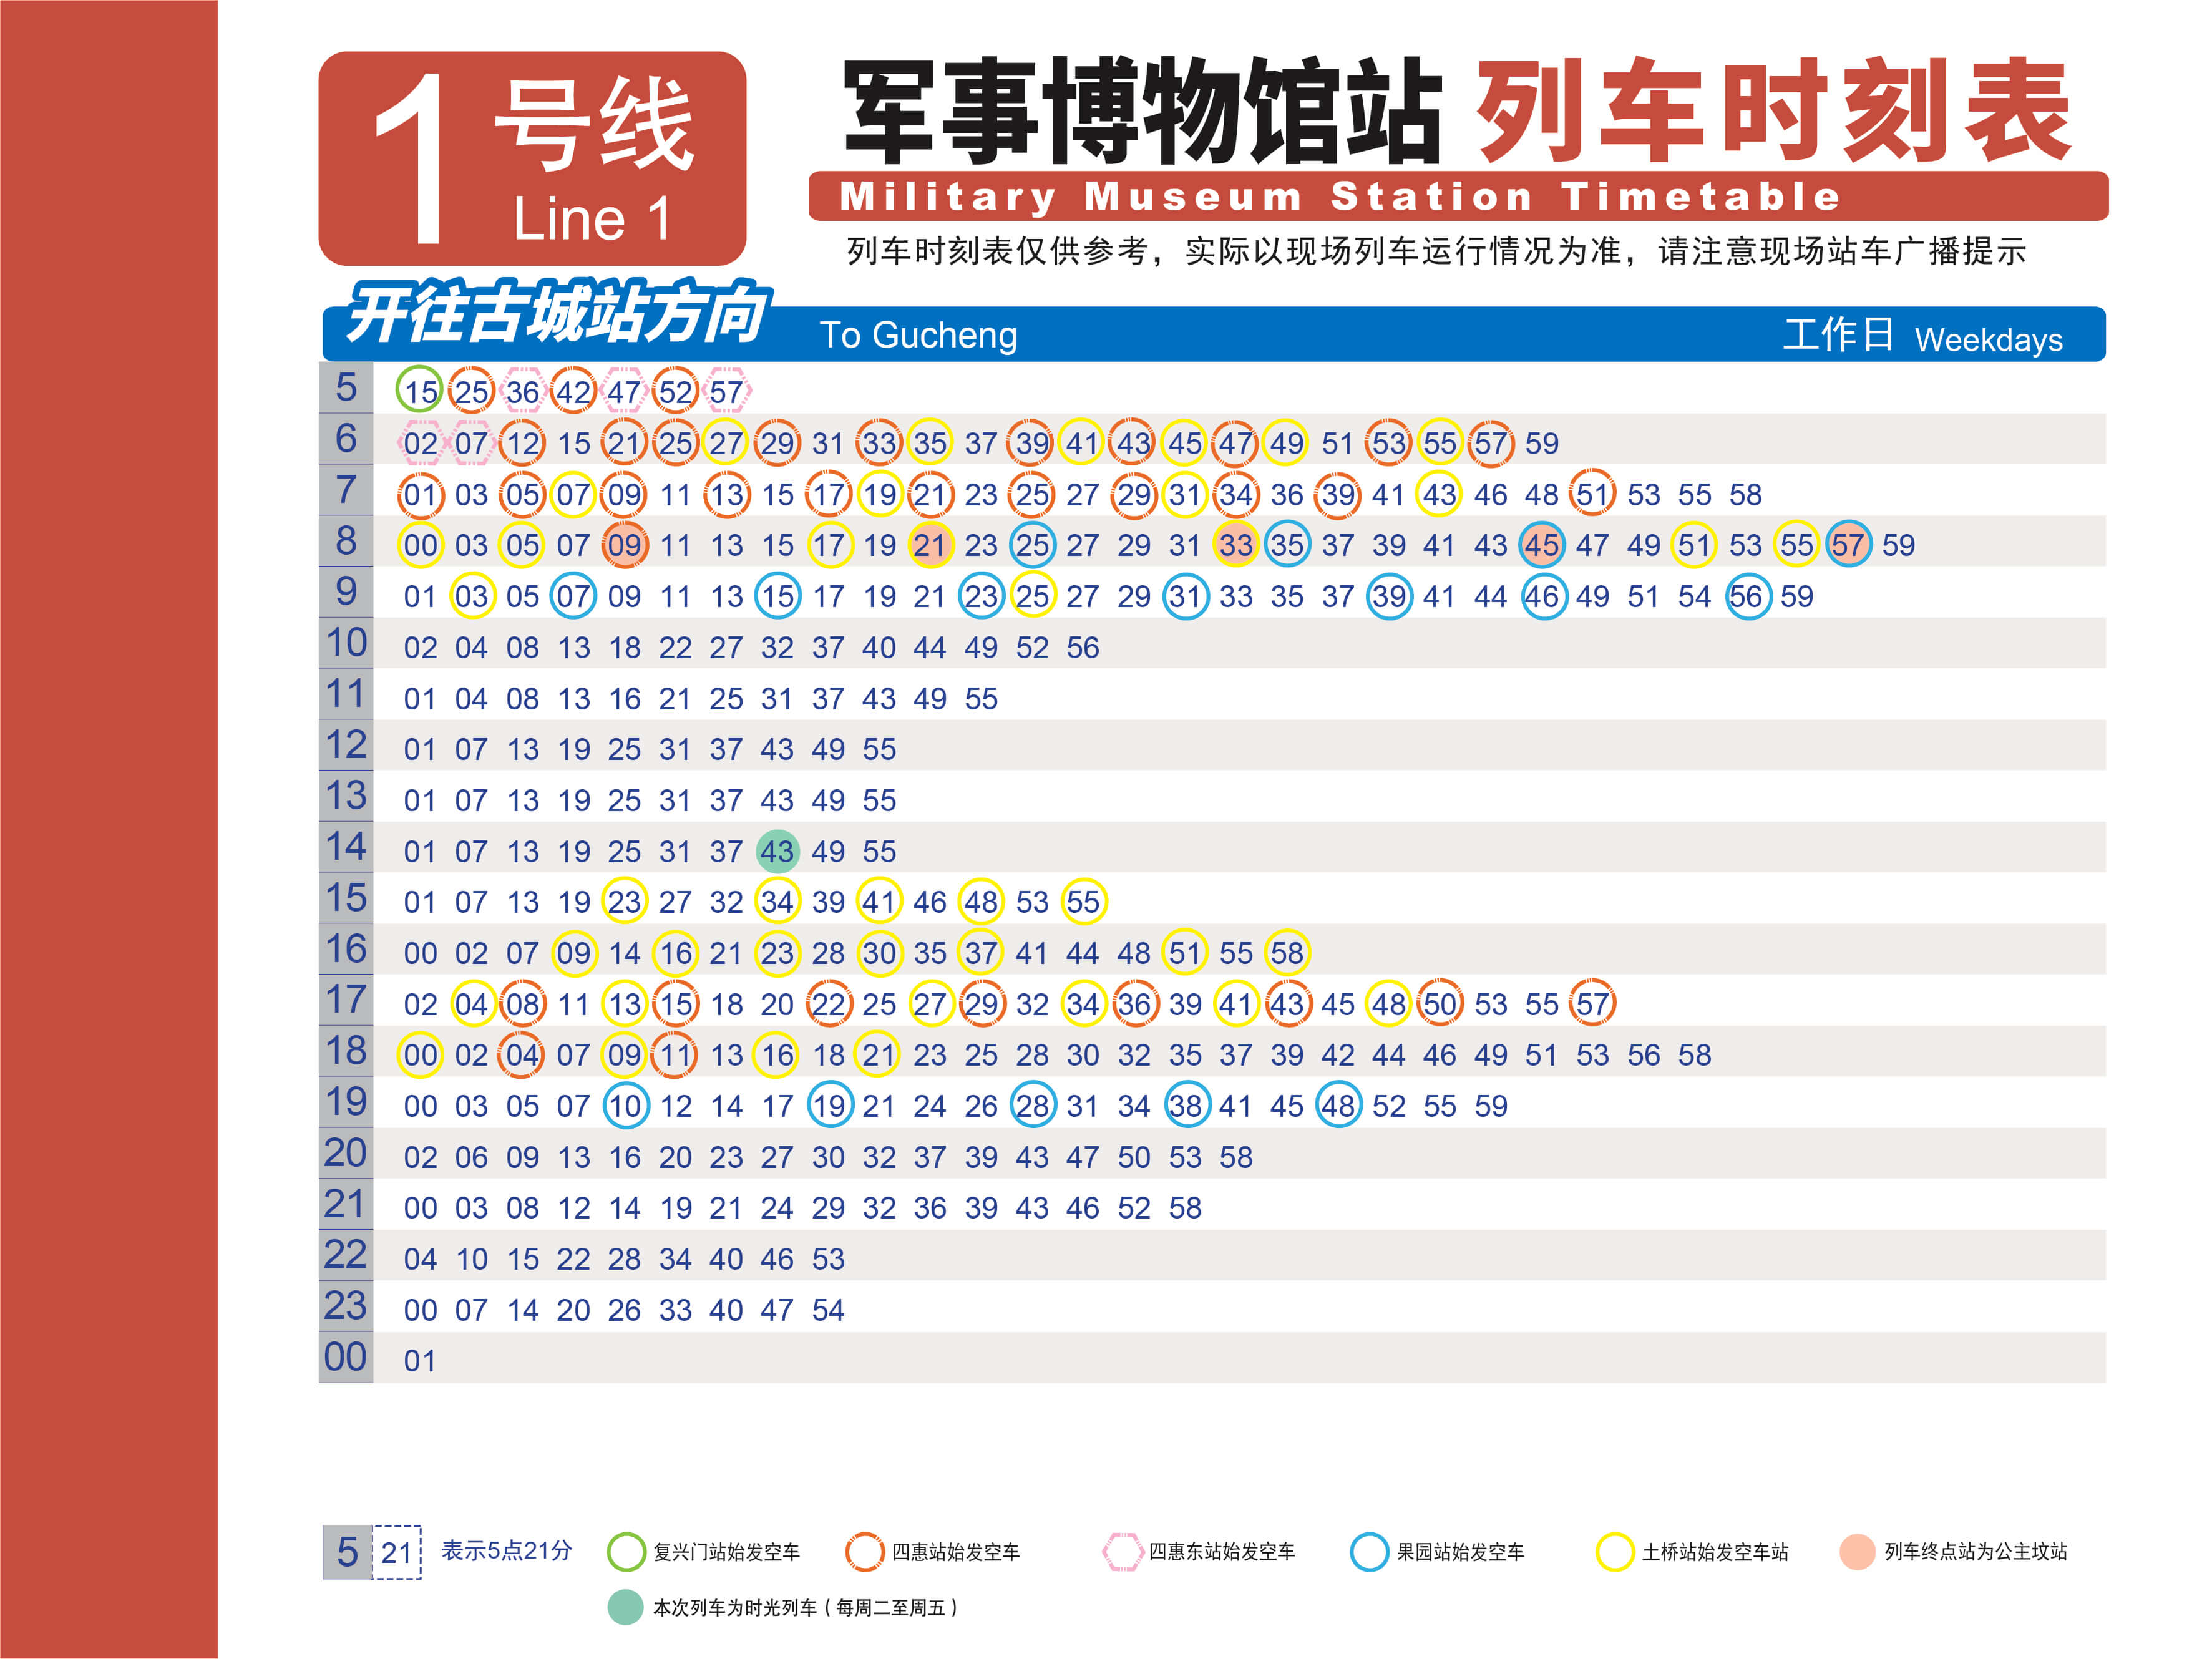 1号线
Line 1
军事博物馆站 列车时刻表
Military Museum Station Timetable
列车时刻表仅供参考，实际以现场列车运行情况为准，请注意现场站车广播提示
开往古城站方向 To Gucheng 工作日 Weekdays
5 15 25 36 42 47 52 57
6 02 07 12 15 21 25 27 29 31 33 35 37 39 41 43 45 47 49 51 53 55 57 59
7 01 03 05 07 09 11 13 15 17 19 21 23 25 27 29 31 34 36 39 41 43 46 48 51 53 55 58
8 00 03 05 07 09 11 13 15 17 19 21 23 25 27 29 31 33 35 37 39 41 43 45 47 49 51 53 55 57 59
9 01 03 05 07 09 11 13 15 17 19 21 23 25 27 29 31 33 35 37 39 41 44 46 49 51 54 56 59
10 02 04 08 13 18 22 27 32 37 40 44 49 52 56
11 01 04 08 13 16 21 25 31 37 43 49 55
12 01 07 13 19 25 31 37 43 49 55
13 01 07 13 19 25 31 37 43 49 55
14 01 07 13 19 25 31 37 43 49 55
15 01 07 13 19 23 27 32 34 39 41 46 48 53 55
16 00 02 07 09 14 16 21 23 28 30 35 37 41 44 48 51 55 58
17 02 04 08 11 13 15 18 20 22 25 27 29 32 34 36 39 41 43 45 48 50 53 55 57
18 00 02 04 07 09 11 13 16 18 21 23 25 28 30 32 35 37 39 42 44 46 49 51 53 56 58
19 00 03 05 07 10 12 14 17 19 21 24 26 28 31 34 38 41 45 48 52 55 59
20 02 06 09 13 16 20 23 27 30 32 37 39 43 47 50 53 58
21 00 03 08 12 14 19 21 24 29 32 36 39 43 46 52 58
22 04 10 15 22 28 34 40 46 53
23 00 07 14 20 26 33 40 47 54
00 01
5 21 表示5点21分 复兴门站始发空车 四惠站始发空车 四惠东站始发空车 果园站始发空车 土桥站始发空车站 列车终点站为公主坟站
本次列车为时光列车（每周二至周五）